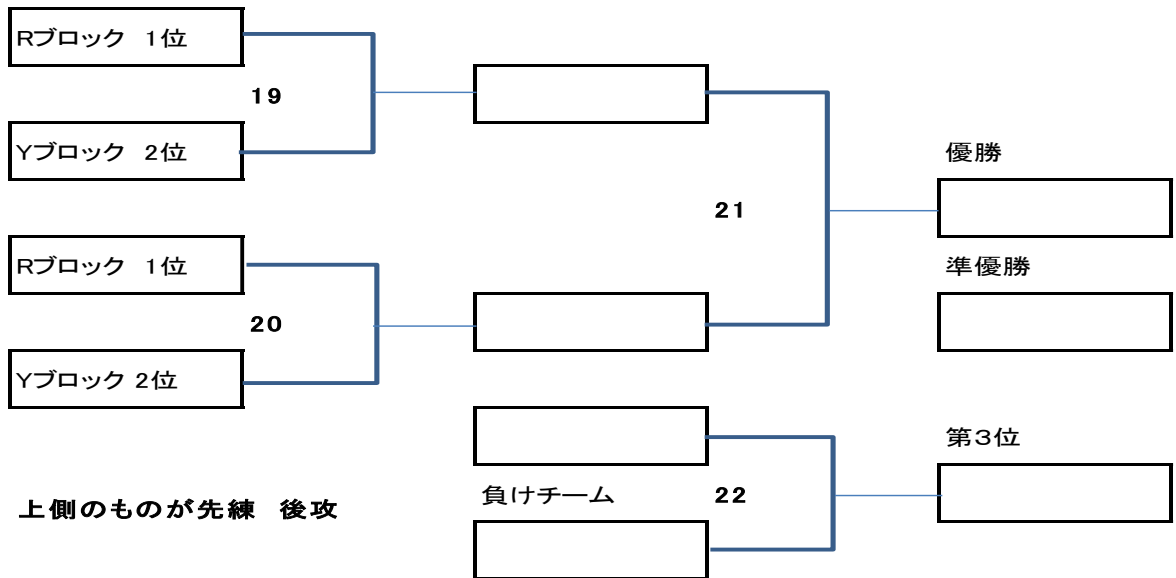 Rブロック 1位
19
Yブロック 2位
優勝
21
Rブロック 1位
準優勝
20
Yブロック 2位
第3位
負けチーム 22
上側のものが先練 後攻